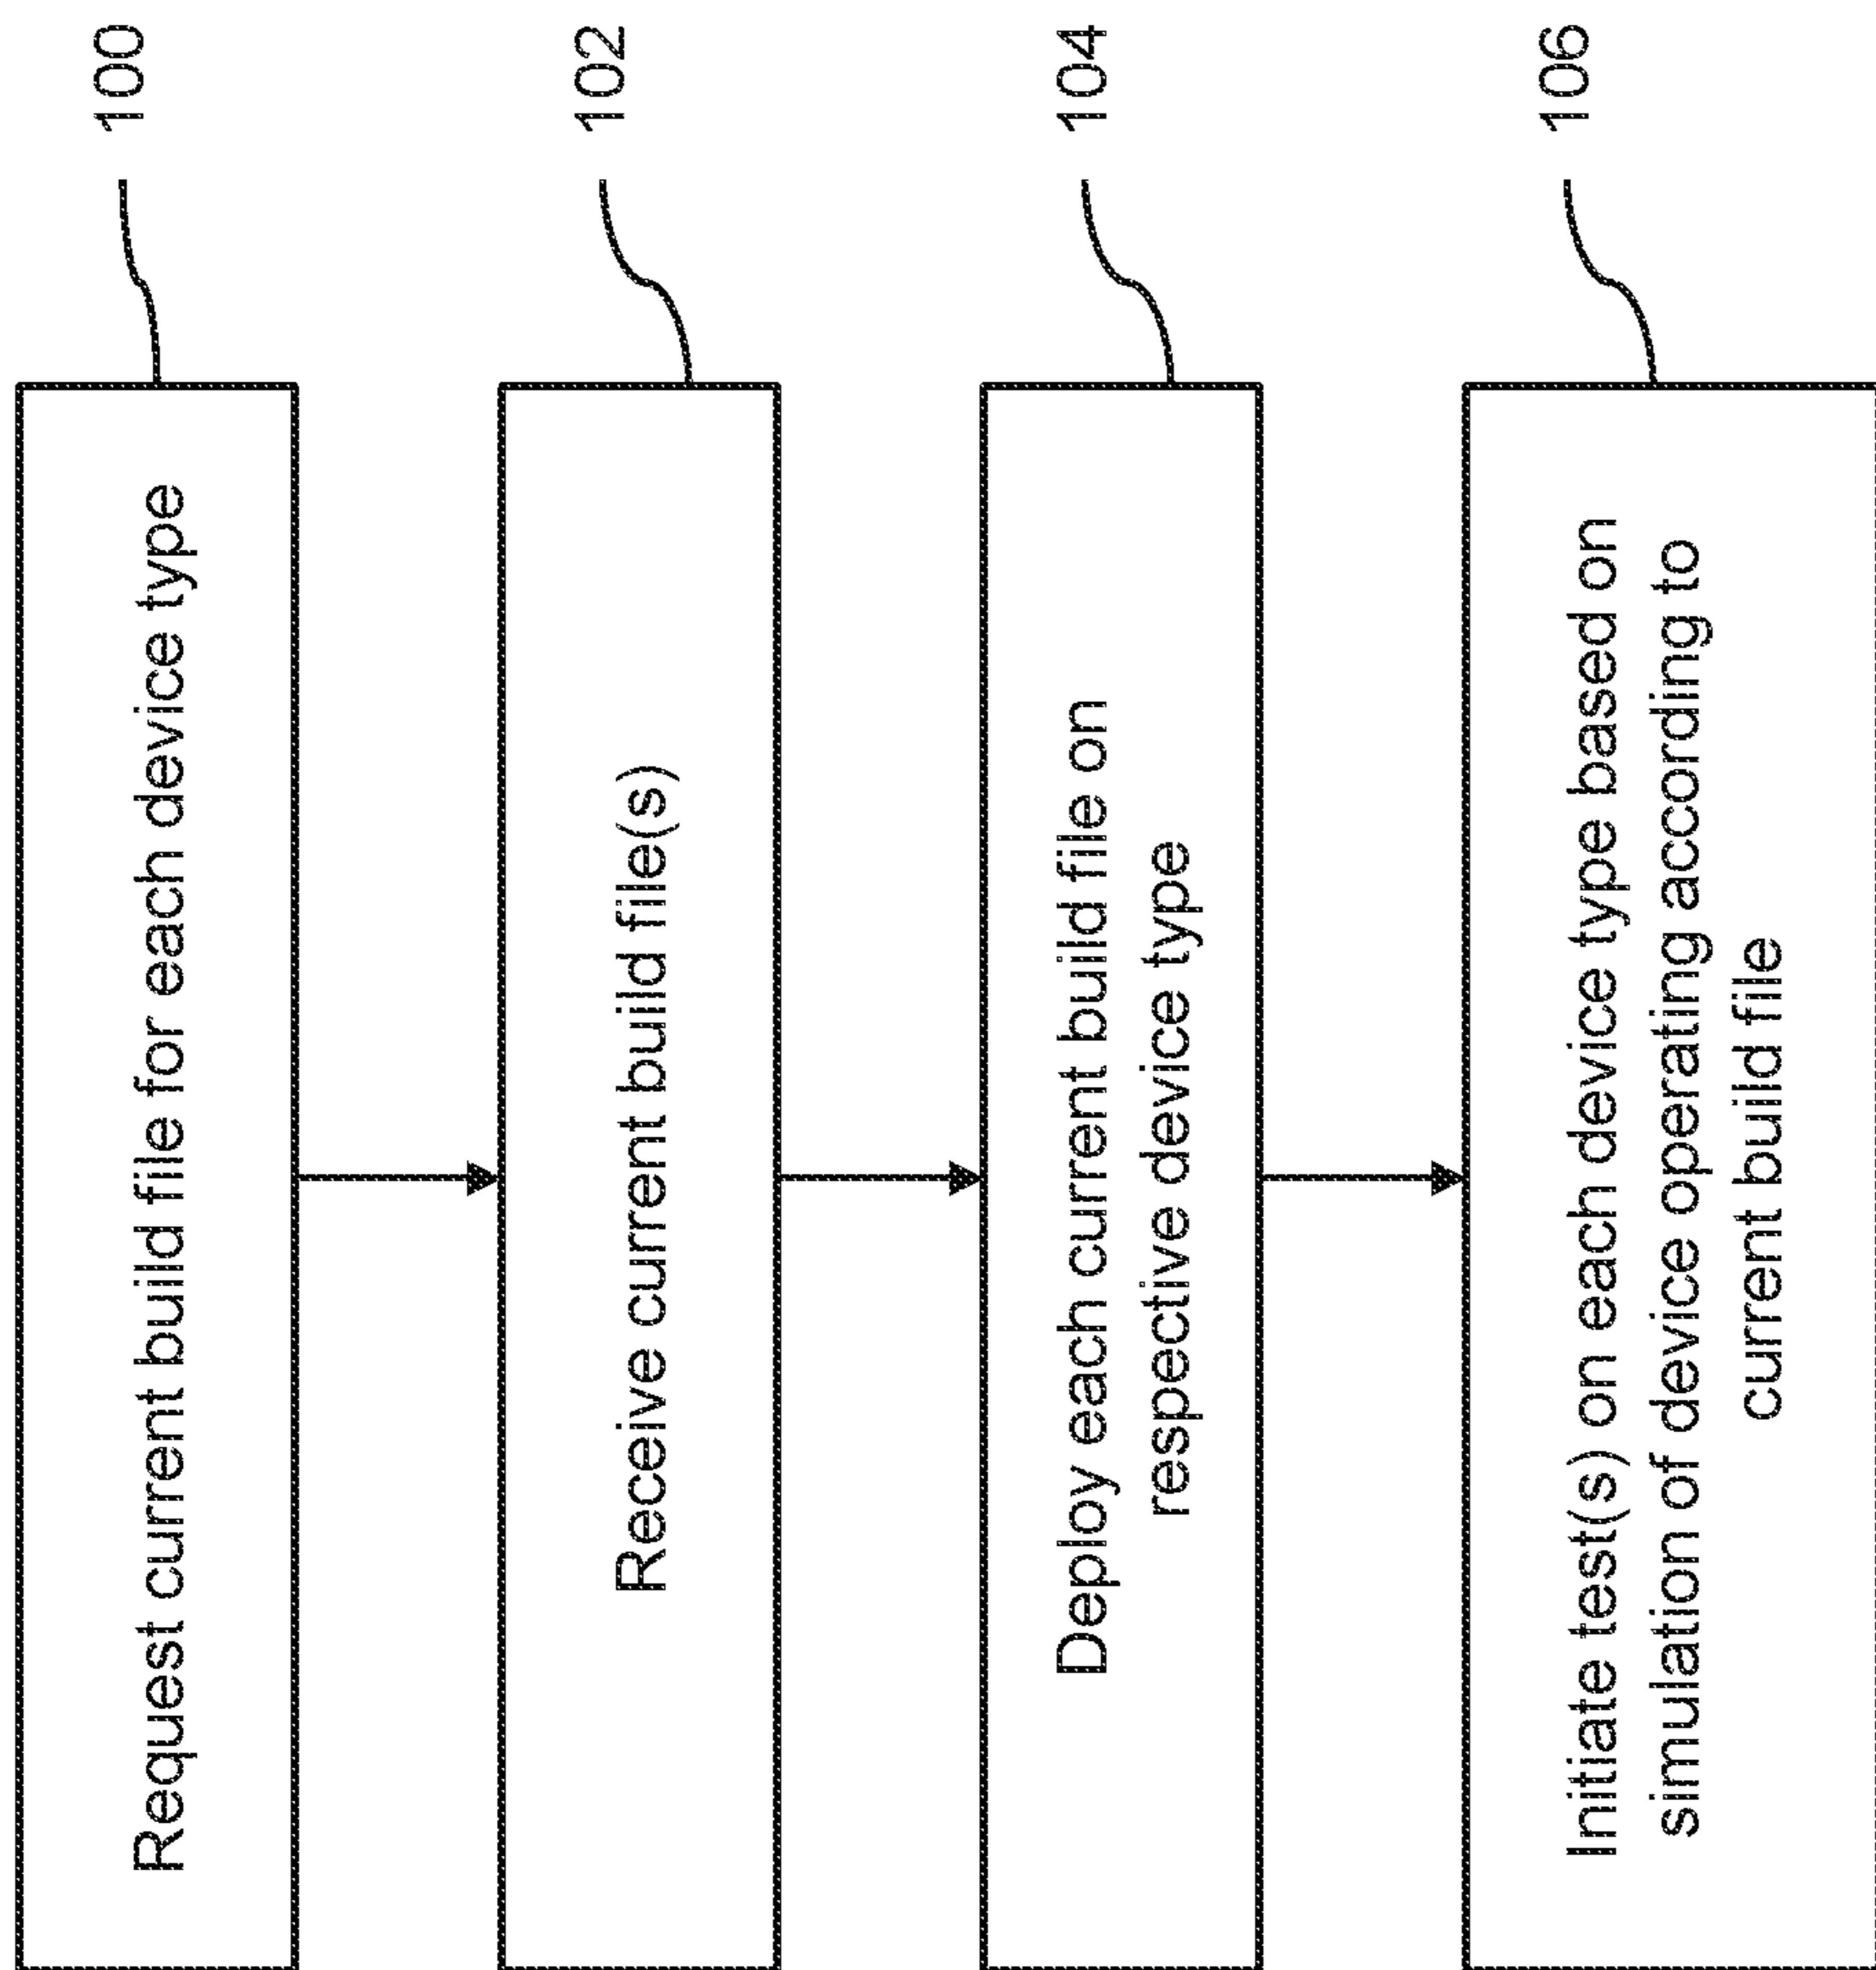 Request current build file for each device type
100
Receive current build file(s)
102
Deploy each current build file on
respective device type
104
Initiate test(s) on each device type based on
simulation of device operating according to
current build file
106